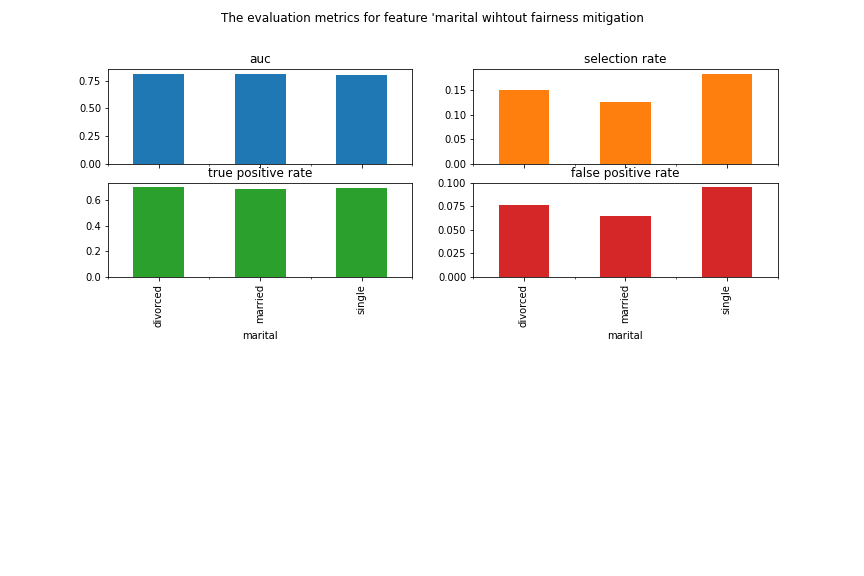 The evaluation metrics for feature 'marital wihtout fairness mitigation
auc
0.75
0.50
0.25
0.00
selection rate
0.15
0.10
0.05
0.00
true positive rate
0.6
0.4
0.2
0.0
divorced
married
single
marital
false positive rate
0.100
0.075
0.050
0.025
0.000
divorced
married
single
marital